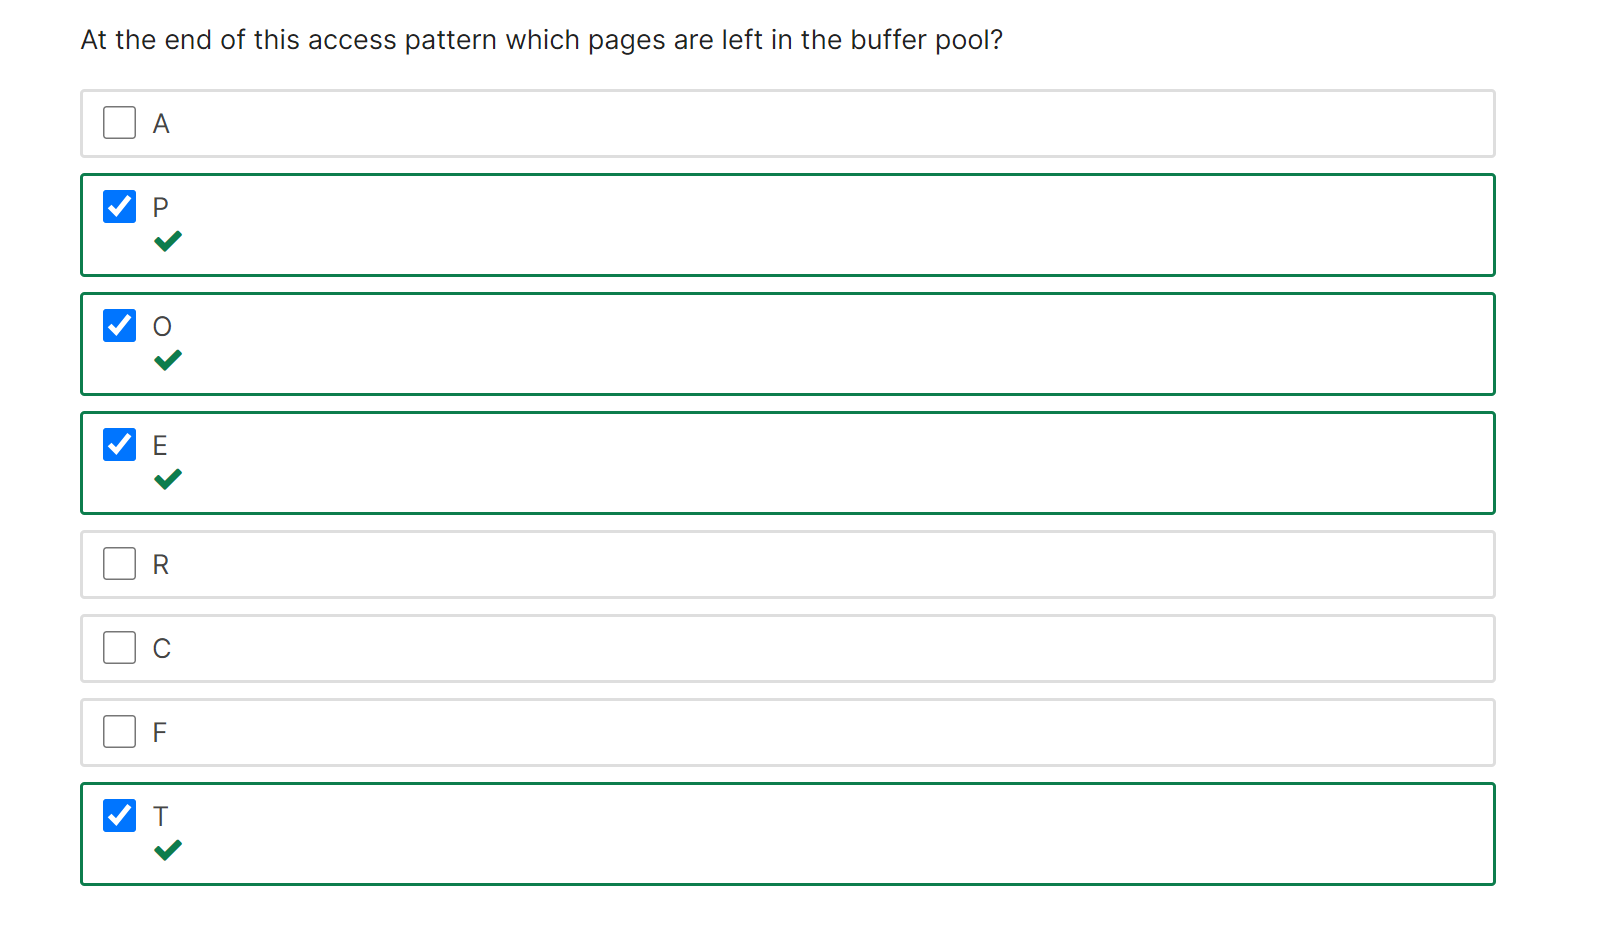 At the end of this access pattern which pages are left in the buffer pool?
A
P
O
E
R
C
F
T